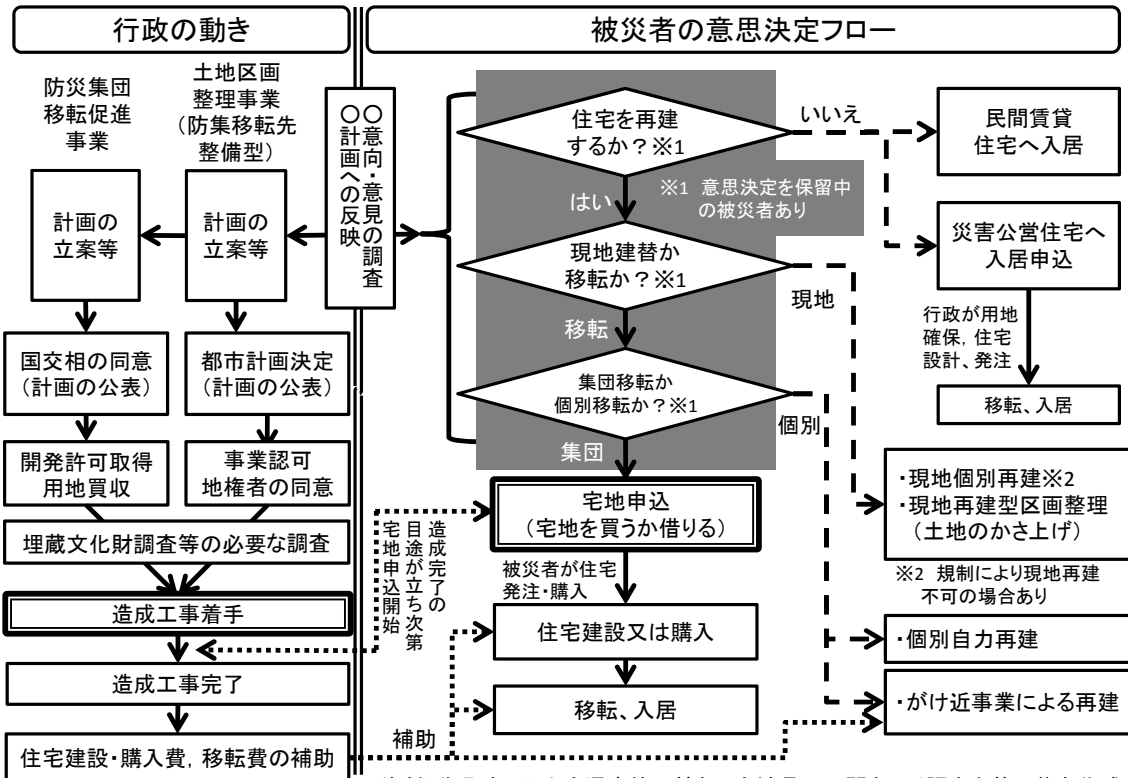 行政の動き
被災者の意思決定フロー
防災集団
移転促進
事業
土地区画
整理事業
(防集移転先
整備型)
計画の
立案等
計画の
立案等
国交相の同意
(計画の公表)
都市計画決定
(計画の公表)
開発許可取得
用地買収
事業認可
地権者の同意
埋蔵文化財調査等の必要な調査
造成工事着手
造成工事完了
住宅建設・購入費, 移転費の補助
○意向・意見の調査
○計画への反映
住宅を再建
するか?※1
いいえ
はい
※1 意思決定を保留中
の被災者あり
現地建替か
移転か?※1
現地
移転
集団移転か
個別移転か?※1
個別
集団
宅地申込
(宅地を買うか借りる)
造成完了の
目途が立ち次第
宅地申込開始
被災者が住宅
発注・購入
住宅建設又は購入
移転、入居
補助
民間賃貸
住宅へ入居
災害公営住宅へ
入居申込
行政が用地
確保, 住宅
設計、発注
移転、入居
・現地個別再建※2
・現地再建型区画整理
(土地のかさ上げ)
※2 規制により現地再建
不可の場合あり
・個別自力再建
・がけ近事業による再建